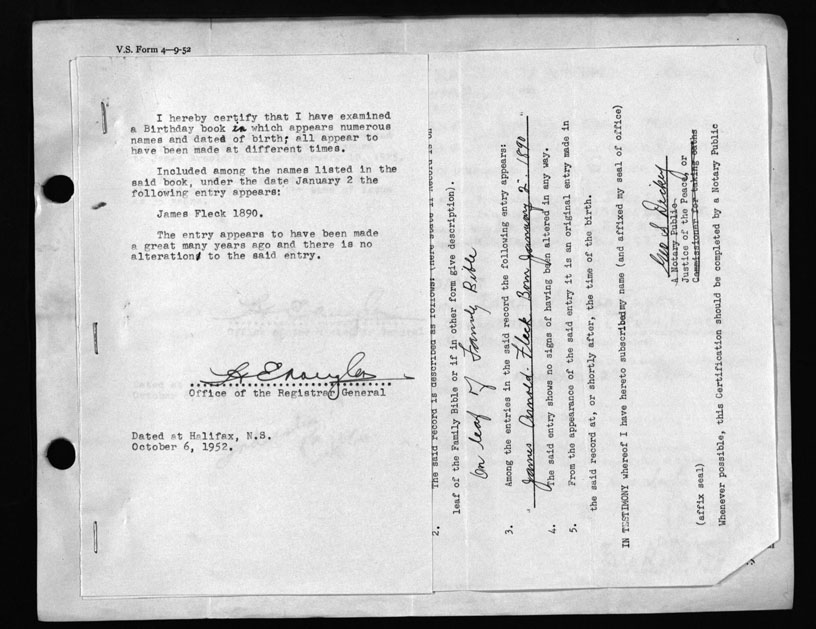 V.S. Form 4—9-52
I hereby certify that I have examined
a Birthday book in which appears numerous
names and dates of birth; all appear to
have been made at different times.
Included among the names listed in the
said book, under the date January 2 the
following entry appears:
James Fleck 1890.
The entry appears to have been made
a great many years ago and there is no
alteration to the said entry.
Office of the Registrar General
Dated at Halifax, N.S.
October 6, 1952.
2. The said record is described as follows: (here state if record is on
leaf of the Family Bible or if in other form give description).
On leaf of Family Bible
3. Among the entries in the said record the following entry appears:
"James Arnold Fleck Born January 2. 1890"
4. The said entry shows no signs of having been altered in any way.
5. From the appearance of the said entry it is an original entry made in
the said record at, or shortly after, the time of the birth.
IN TESTIMONY whereof I have hereto subscribed my name (and affixed my seal of office)
Geo S Dickey
A Notary Public
Justice of the Peace, or
Commissioner for taking oaths
(affix seal)
Whenever possible, this Certification should be completed by a Notary Public